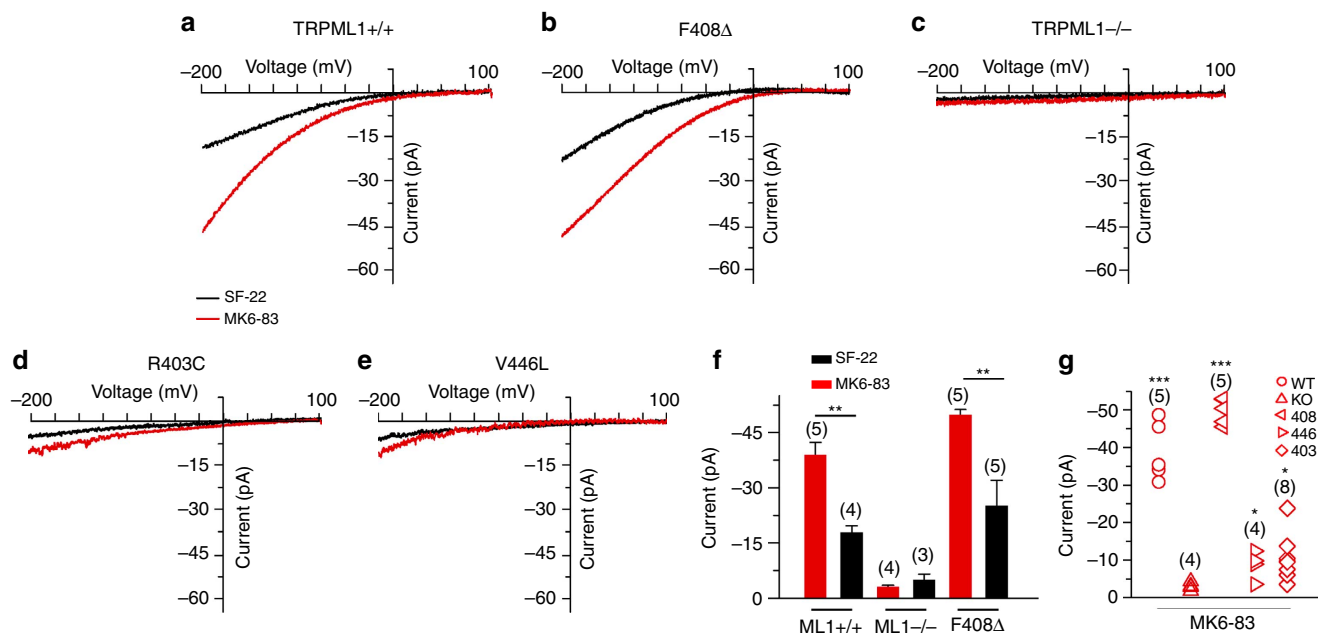 a
TRPML1+/+
–200
Voltage (mV)
100
–15
–30
–45
–60
Current (pA)
SF-22
MK6-83
b
F408Δ
–200
Voltage (mV)
100
–15
–30
–45
–60
Current (pA)
c
TRPML1–/–
–200
Voltage (mV)
100
–15
–30
–45
–60
Current (pA)
d
R403C
–200
Voltage (mV)
100
–15
–30
–45
–60
Current (pA)
e
V446L
–200
Voltage (mV)
100
–15
–30
–45
–60
Current (pA)
f
SF-22
MK6-83
Current (pA)
–45
–30
–15
0
**
(5)
(4)
(4)
(3)
**
(5)
(5)
ML1+/+
ML1–/–
F408Δ
g
Current (pA)
–50
–40
–30
–20
–10
0
***
(5)
(4)
***
(5)
*
(4)
*
(8)
WT
KO
408
446
403
MK6-83